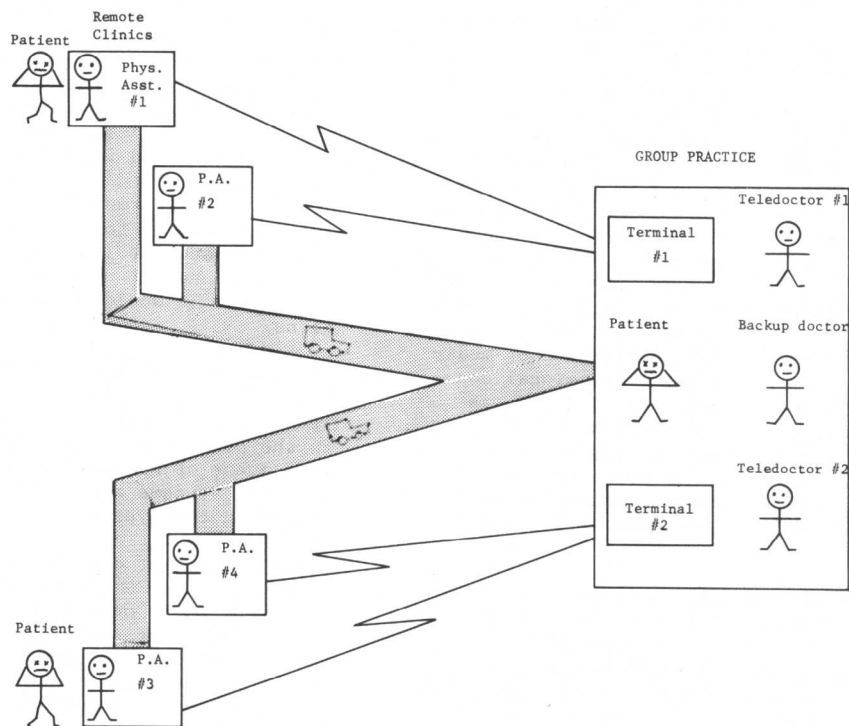 Remote
Clinics
Patient
Phys.
Asst.
#1
P.A.
#2
GROUP PRACTICE
Teledoctor #1
Terminal
#1
Patient
Backup doctor
Teledoctor #2
Terminal
#2
P.A.
#4
Patient
P.A.
#3